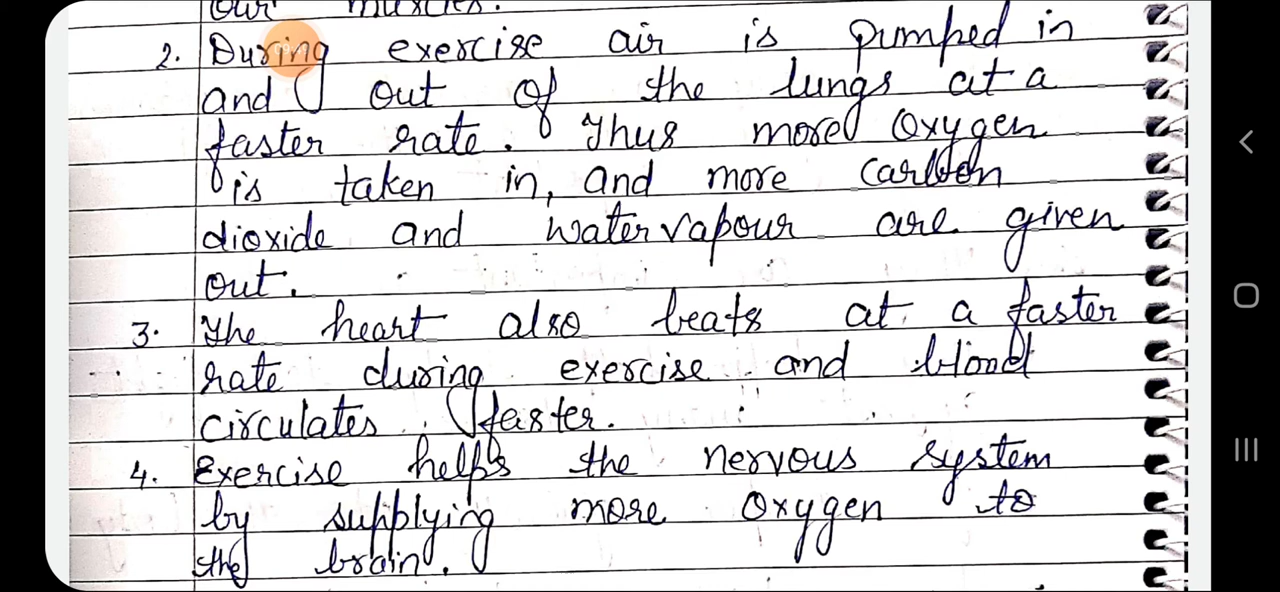 our muscles.
2. During exercise air is pumped in
and out of the lungs at a
faster rate. Thus more oxygen
is taken in, and more carbon
dioxide and water vapour are given
out.
3. The heart also beats at a faster
rate during exercise and blood
circulates faster.
4. Exercise helps the nervous system
by supplying more oxygen to
the brain.